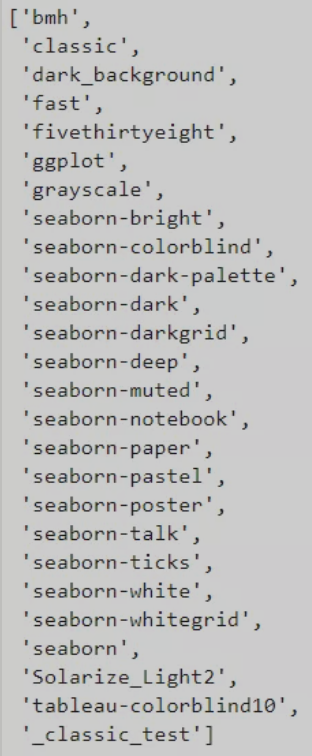 ['bmh',
'classic',
'dark_background',
'fast',
'fivethirtyeight',
'ggplot',
'grayscale',
'seaborn-bright',
'seaborn-colorblind',
'seaborn-dark-palette',
'seaborn-dark',
'seaborn-darkgrid',
'seaborn-deep',
'seaborn-muted',
'seaborn-notebook',
'seaborn-paper',
'seaborn-pastel',
'seaborn-poster',
'seaborn-talk',
'seaborn-ticks',
'seaborn-white',
'seaborn-whitegrid',
'seaborn',
'Solarize_Light2',
'tableau-colorblind10',
'_classic_test']